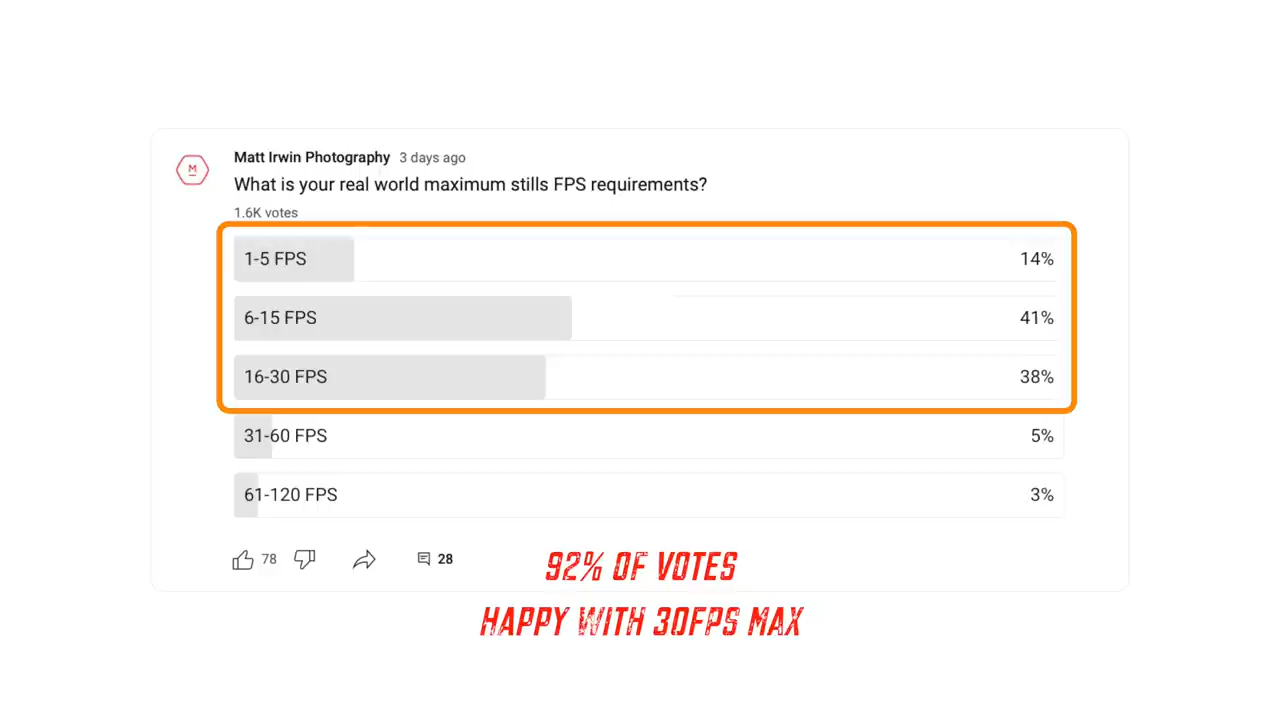 M
Matt Irwin Photography 3 days ago
What is your real world maximum stills FPS requirements?
1.6K votes
1-5 FPS 14%
6-15 FPS 41%
16-30 FPS 38%
31-60 FPS 5%
61-120 FPS 3%
78 28
92% OF VOTES
HAPPY WITH 30FPS MAX